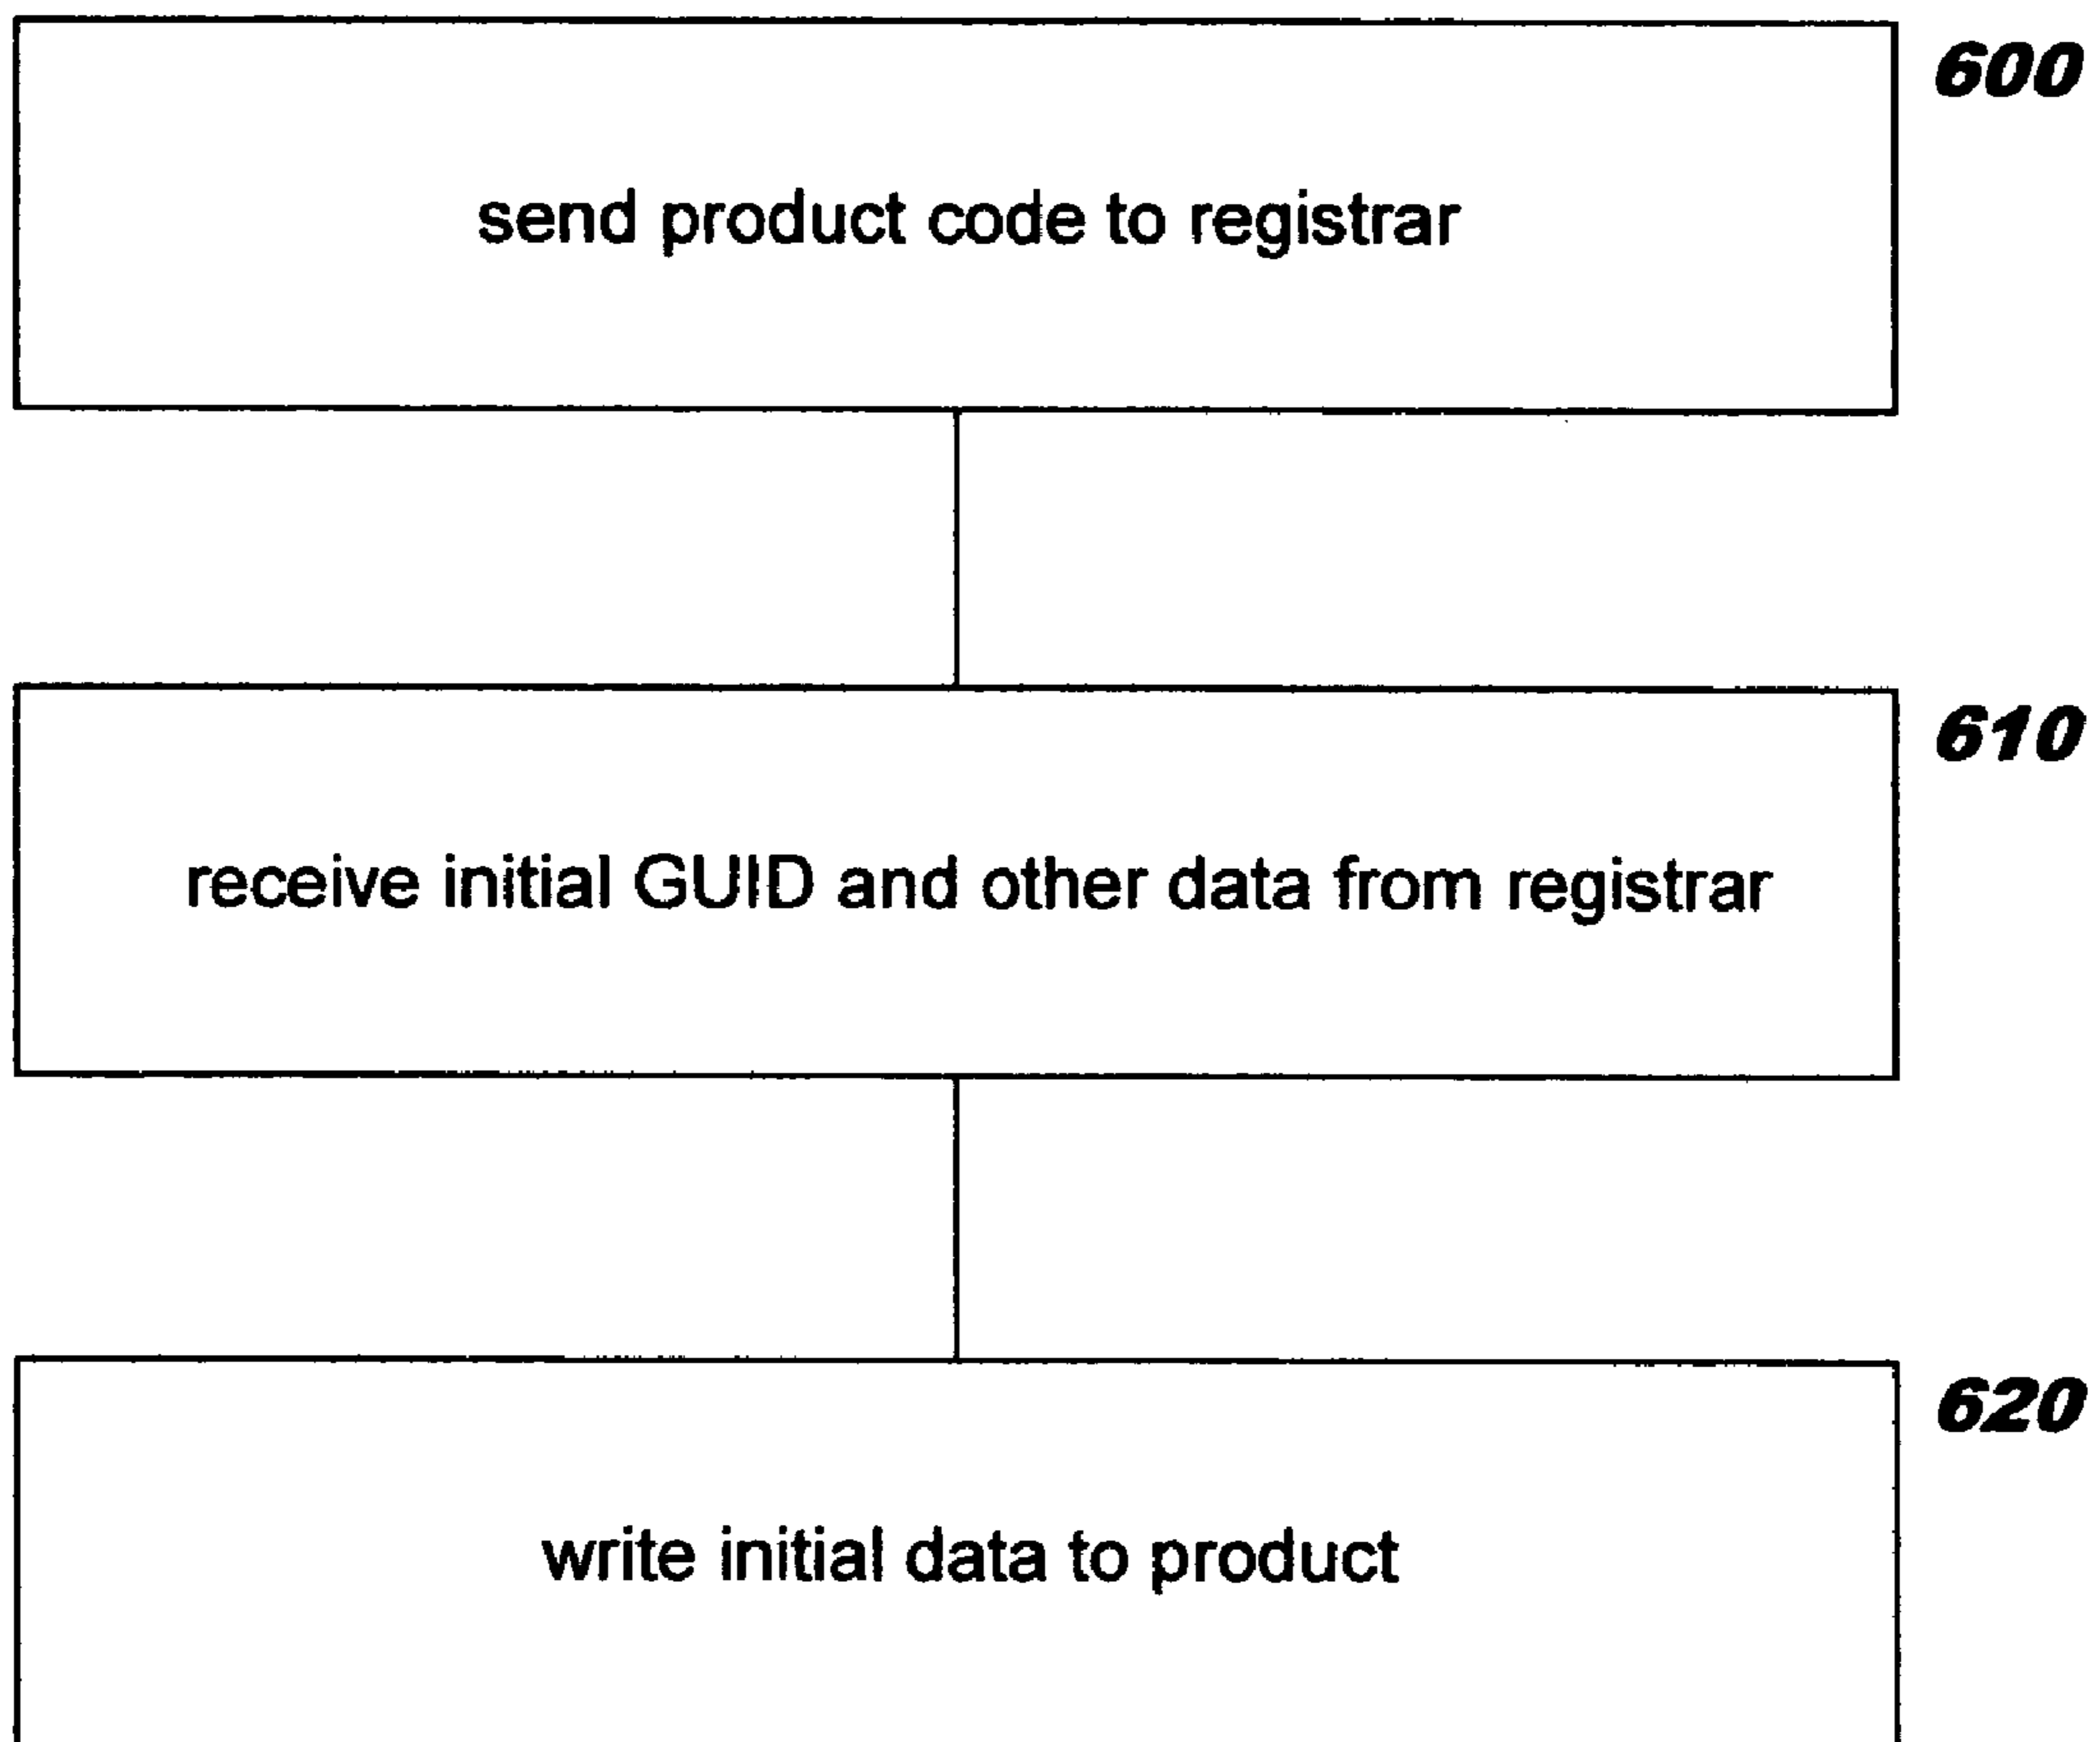 600
send product code to registrar
610
receive initial GUID and other data from registrar
620
write initial data to product